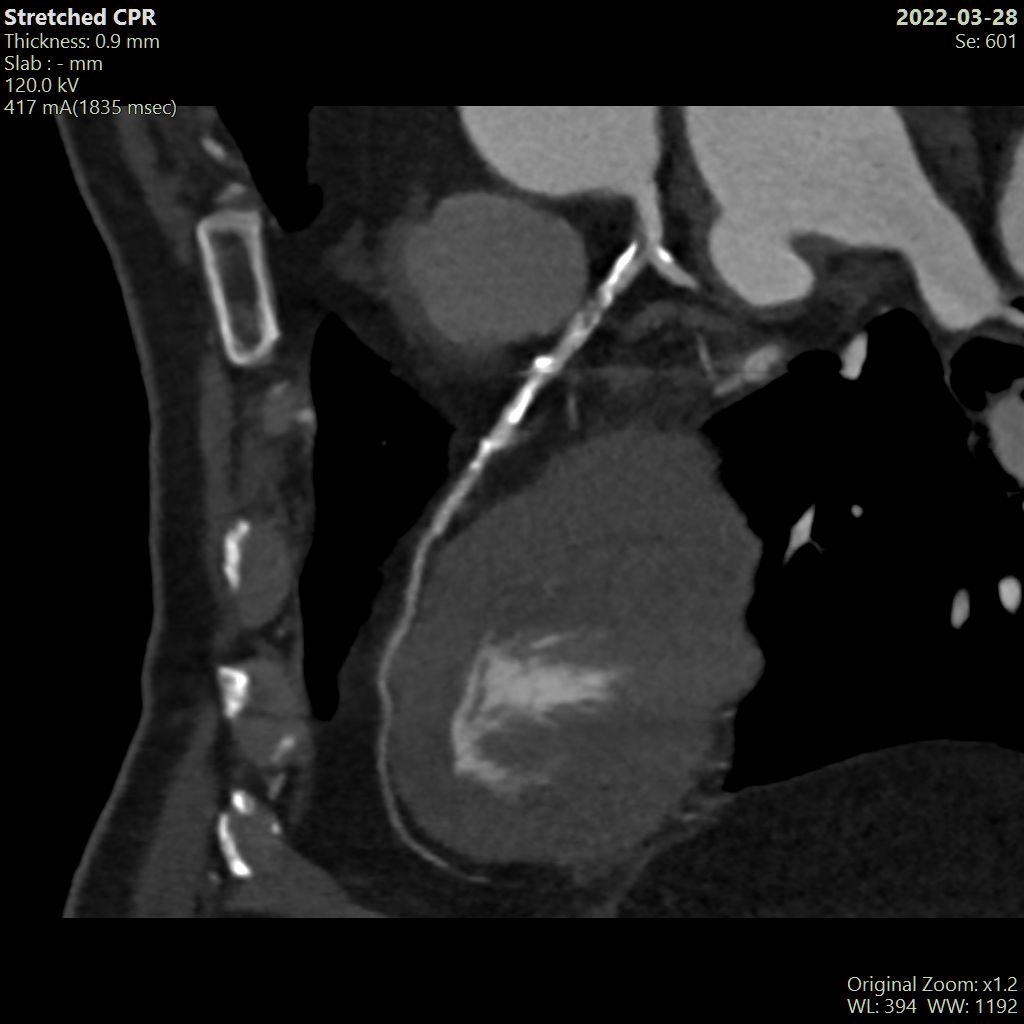 Stretched CPR
Thickness: 0.9 mm
Slab : - mm
120.0 kV
417 mA(1835 msec)
2022-03-28
Se: 601
Original Zoom: x1.2
WL: 394  WW: 1192